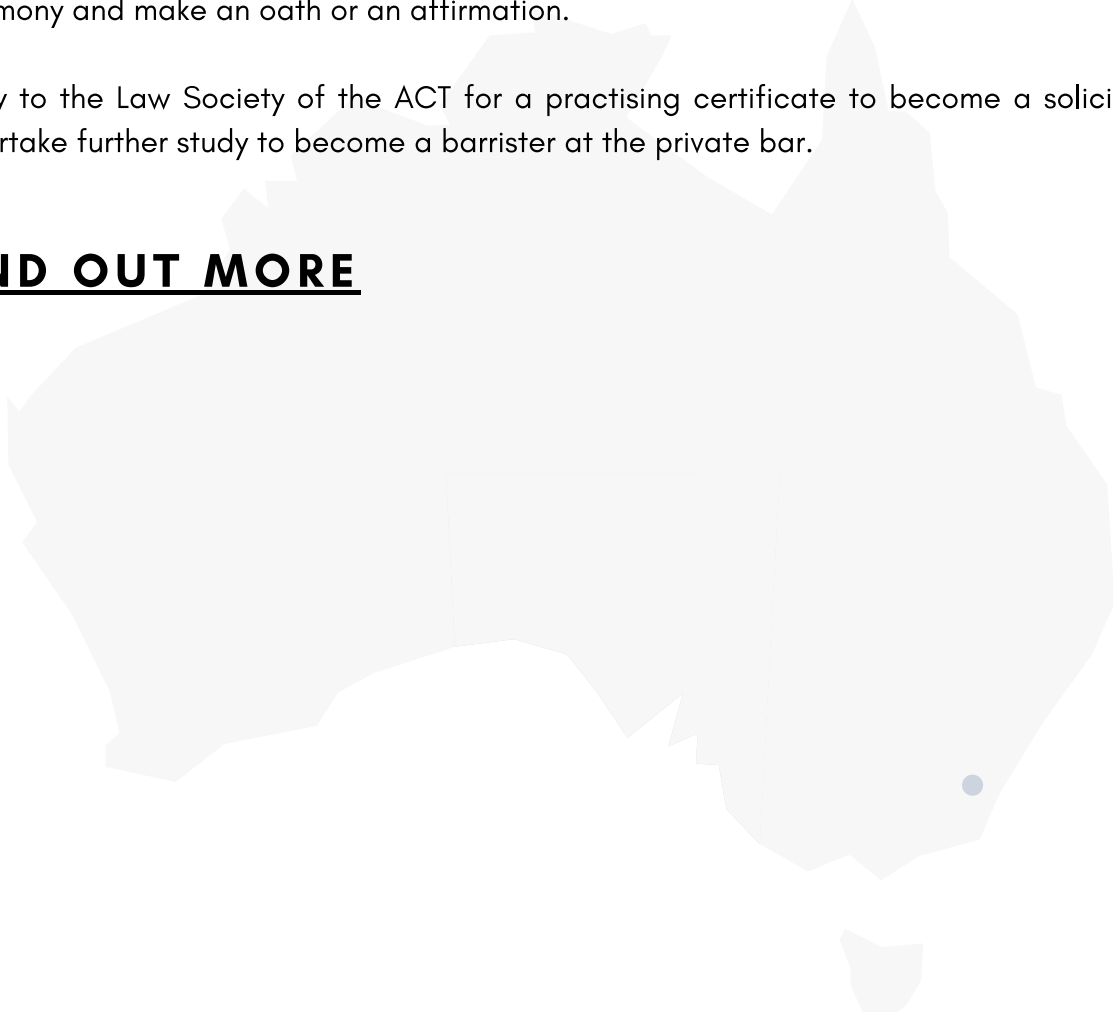 mony and make an oath or an affirmation.
y to the Law Society of the ACT for a practising certificate to become a solici
rtake further study to become a barrister at the private bar.
ND OUT MORE